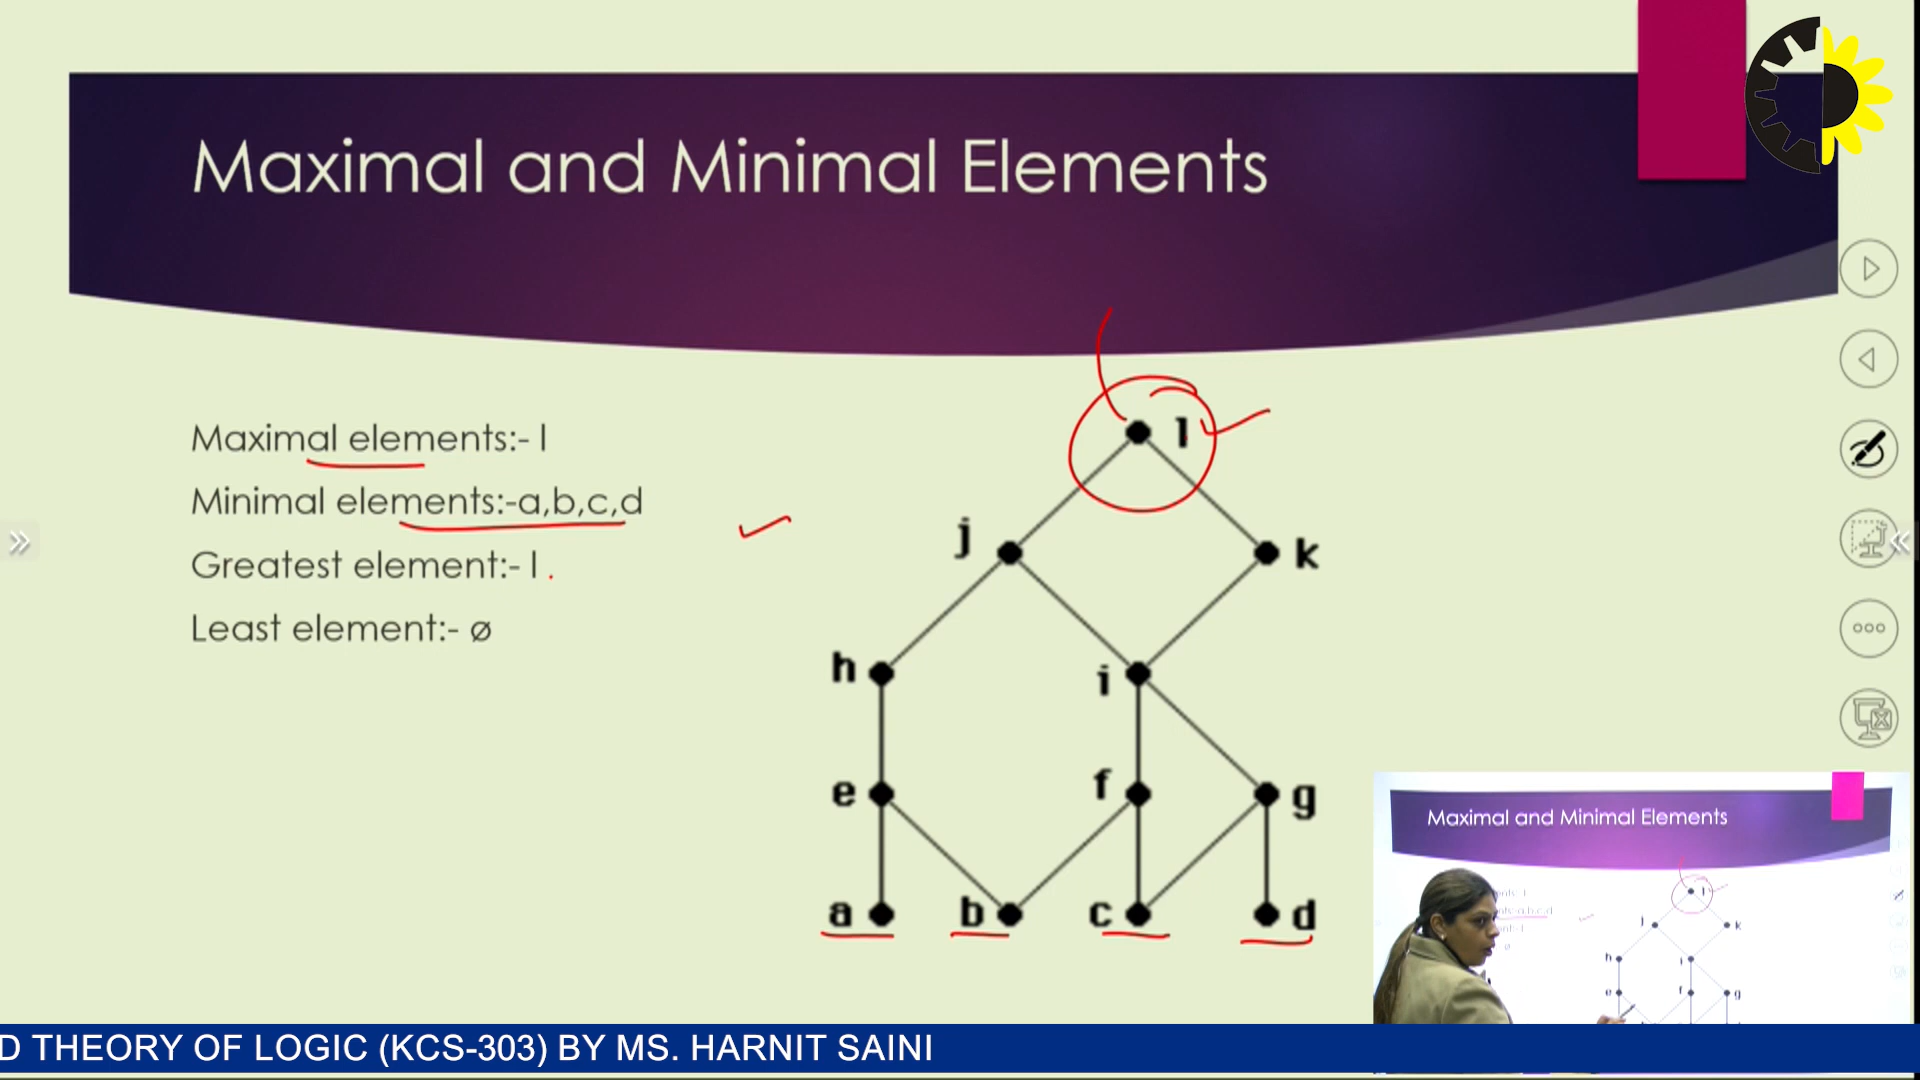 Maximal and Minimal Elements
Maximal elements:- l
Minimal elements:-a,b,c,d
Greatest element:- l .
Least element:- ø
l
j k
h i
e f g
a b c d
Maximal and Minimal Elements
l
j k
h i
e f g
D THEORY OF LOGIC (KCS-303) BY MS. HARNIT SAINI